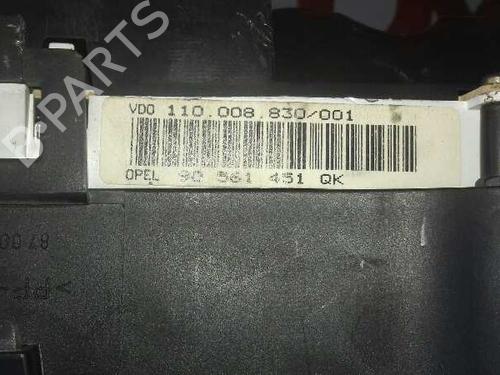 B-PARTS
VDO 110.008.830/001
OPEL 90 561 451 QK